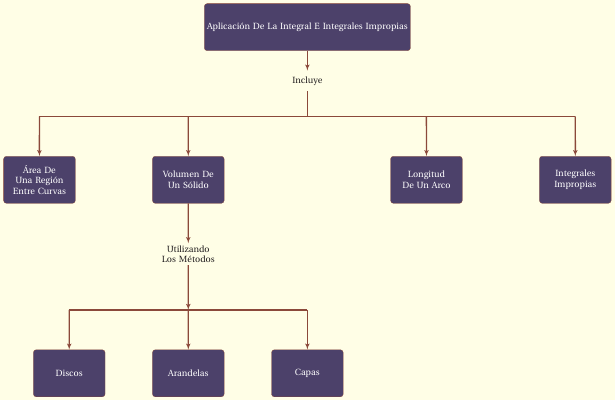 Aplicación De La Integral E Integrales Impropias
Incluye
Área De
Una Región
Entre Curvas
Volumen De
Un Sólido
Longitud
De Un Arco
Integrales
Impropias
Utilizando
Los Métodos
Discos
Arandelas
Capas